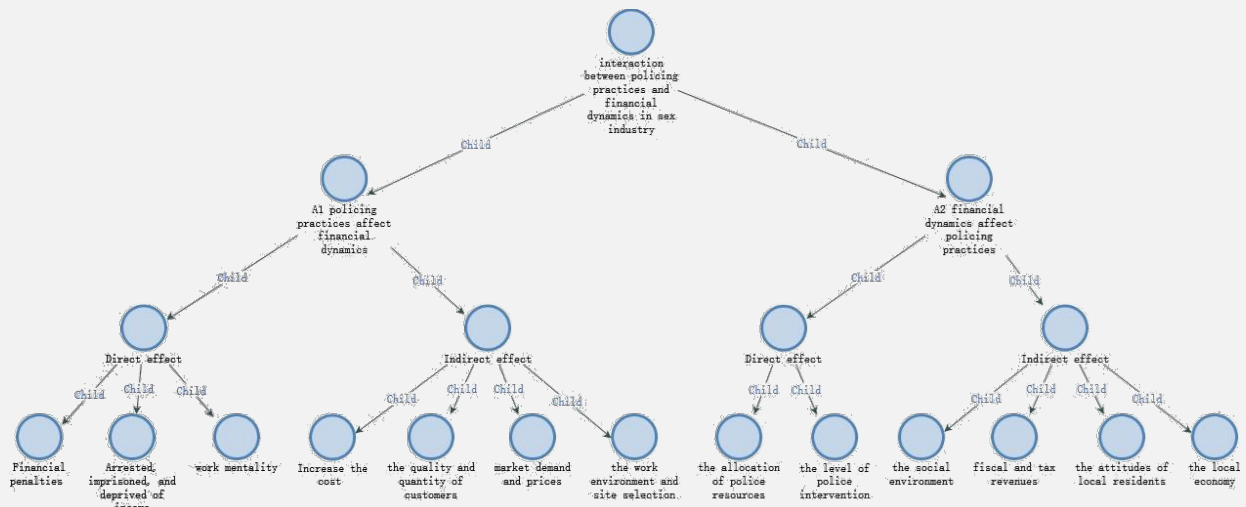 interaction
between policing
practices and
financial
dynamics in sex
industry
Child
Child
A1 policing
practices affect
financial
dynamics
A2 financial
dynamics affect
policing
practices
Child
Child
Child
Child
Direct effect
Indirect effect
Direct effect
Indirect effect
Child
Child
Child
Child
Child
Child
Child
Child
Child
Child
Child
Child
Child
Financial
penalties
Arrested,
imprisoned, and
deprived of
income
work mentality
Increase the
cost
the quality and
quantity of
customers
market demand
and prices
the work
environment and
site selection
the allocation
of police
resources
the level of
police
intervention
the social
environment
fiscal and tax
revenues
the attitudes of
local residents
the local
economy